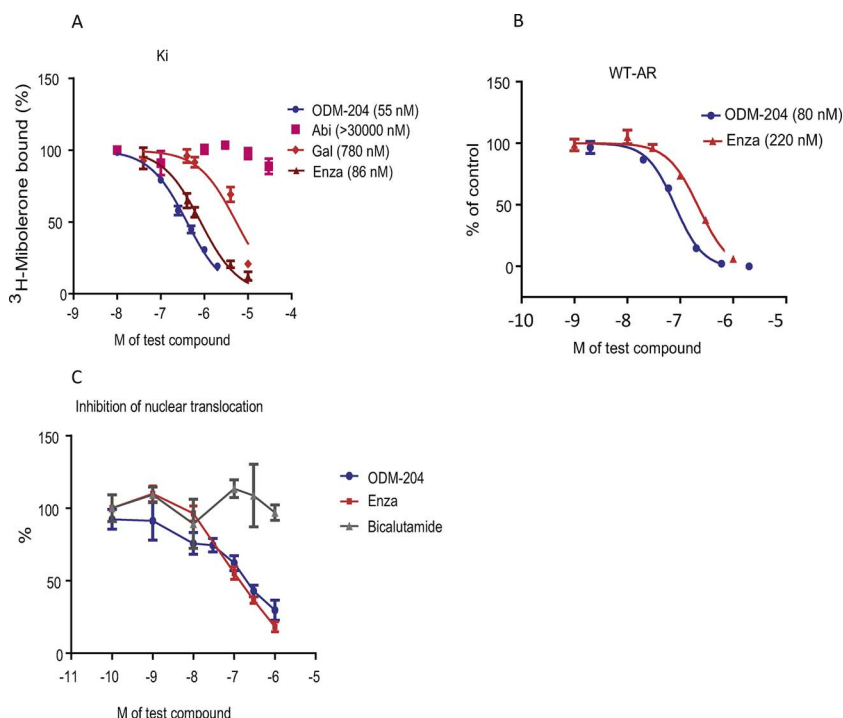 A
Ki
150
100
50
0
-9 -8 -7 -6 -5 -4
³H-Mibolerone bound (%)
M of test compound
ODM-204 (55 nM)
Abi (>30000 nM)
Gal (780 nM)
Enza (86 nM)
B
WT-AR
150
100
50
0
-10 -9 -8 -7 -6 -5
% of control
M of test compound
ODM-204 (80 nM)
Enza (220 nM)
C
Inhibition of nuclear translocation
150
100
50
0
-11 -10 -9 -8 -7 -6 -5
%
M of test compound
ODM-204
Enza
Bicalutamide